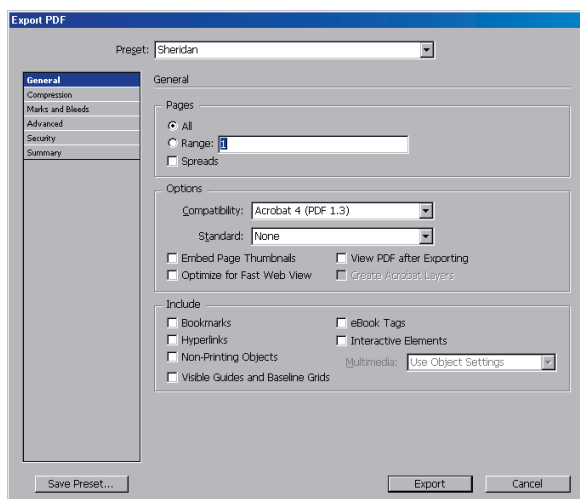 Export PDF
Preset: Sheridan
General
Compression
Marks and Bleeds
Advanced
Security
Summary
General
Pages
All
Range: 1
Spreads
Options
Compatibility: Acrobat 4 (PDF 1.3)
Standard: None
Embed Page Thumbnails View PDF after Exporting
Optimize for Fast Web View Create Acrobat Layers
Include
Bookmarks eBook Tags
Hyperlinks Interactive Elements
Non-Printing Objects Multimedia: Use Object Settings
Visible Guides and Baseline Grids
Save Preset... Export Cancel